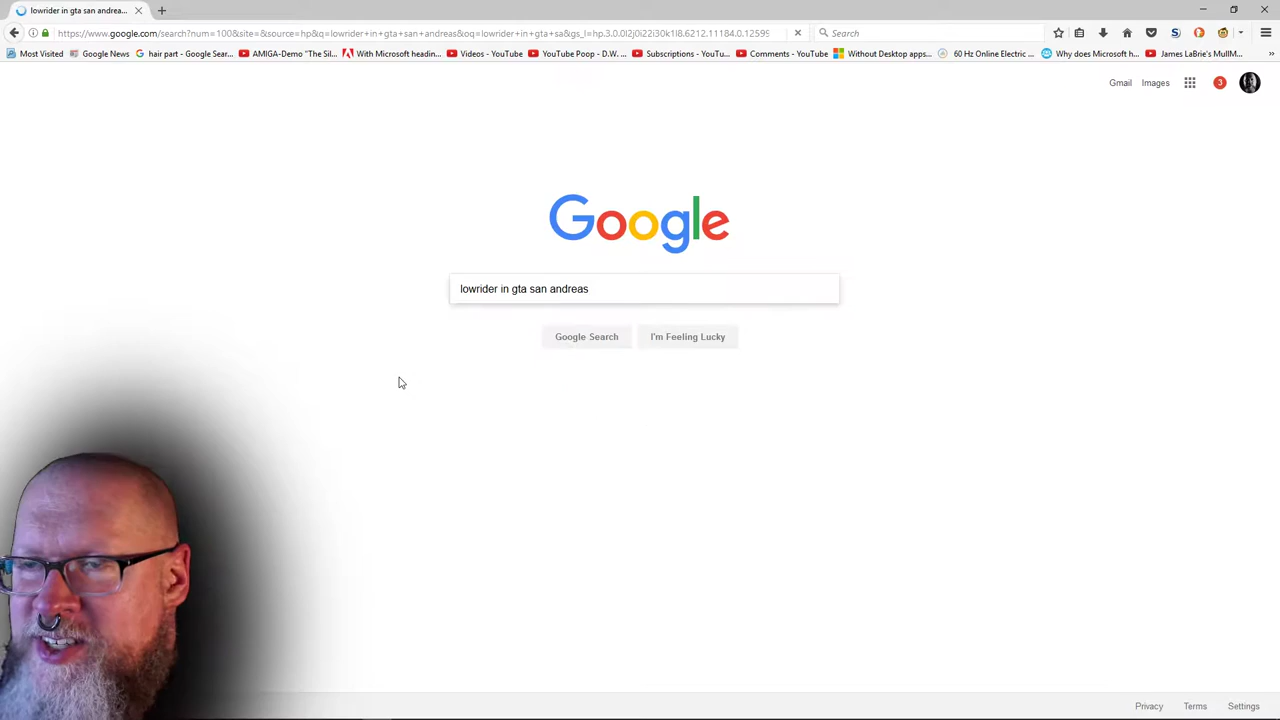 lowrider in gta san andrea...
https://www.google.com/search?num=100&site=&source=hp&q=lowrider+in+gta+san+andreas&oq=lowrider+in+gta+sa&gs_l=hp.3.0.0l2j0i22i30k1l8.6212.11184.0.12599
Search
Most Visited
Google News
hair part - Google Sear...
AMIGA-Demo "The Sil...
With Microsoft headin...
Videos - YouTube
YouTube Poop - D.W. ...
Subscriptions - YouTu...
Comments - YouTube
Without Desktop apps...
60 Hz Online Electric ...
Why does Microsoft h...
James LaBrie's MullM...
Gmail
Images
3
Google
lowrider in gta san andreas
Google Search
I'm Feeling Lucky
Privacy
Terms
Settings